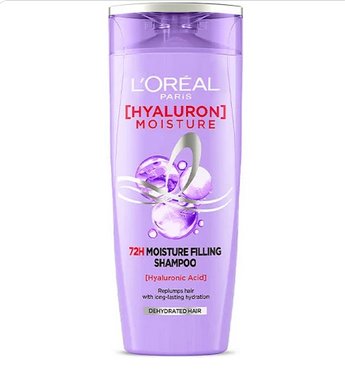 L'ORÉAL
PARIS
[HYALURON]
MOISTURE
72H MOISTURE FILLING
SHAMPOO
[Hyaluronic Acid]
Replumps hair
with long-lasting hydration
DEHYDRATED HAIR